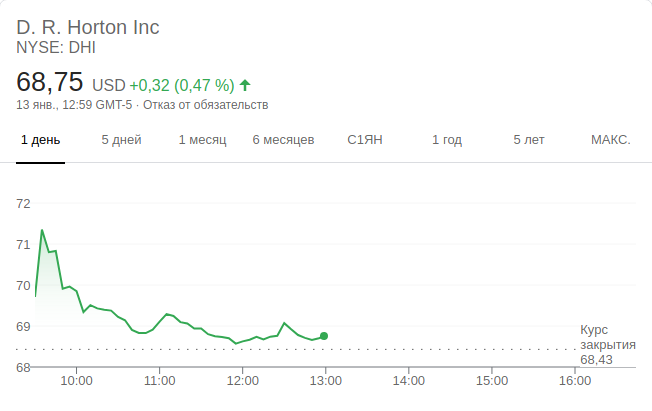 D. R. Horton Inc
NYSE: DHI
68,75 USD +0,32 (0,47 %)
13 янв., 12:59 GMT-5 · Отказ от обязательств
1 день 5 дней 1 месяц 6 месяцев С1ЯН 1 год 5 лет МАКС.
72
71
70
69
68
Курс
закрытия
68,43
10:00 11:00 12:00 13:00 14:00 15:00 16:00